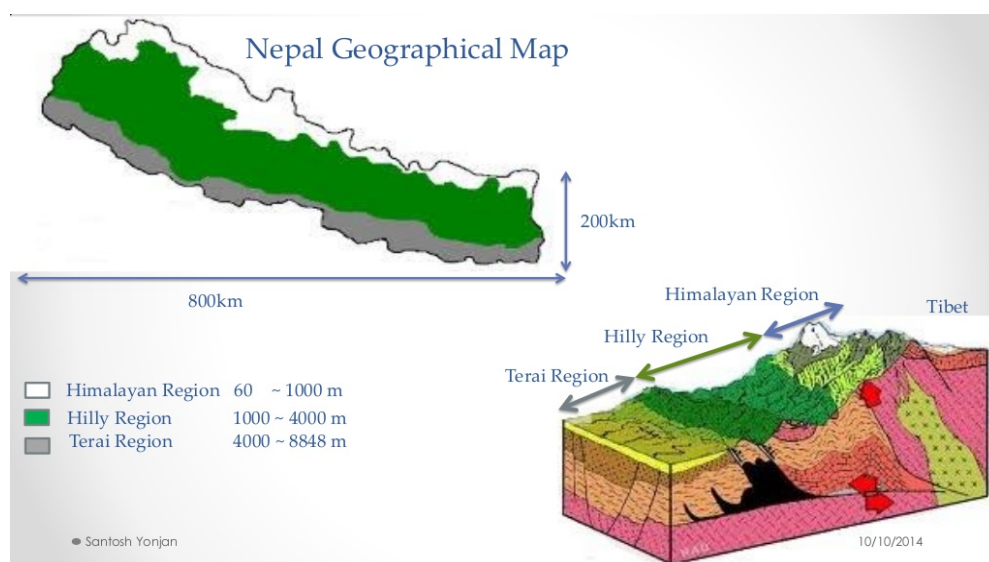 Nepal Geographical Map
200km
800km
Himalayan Region
Tibet
Hilly Region
Terai Region
Himalayan Region 60 ~ 1000 m
Hilly Region 1000 ~ 4000 m
Terai Region 4000 ~ 8848 m
Santosh Yonjan
10/10/2014